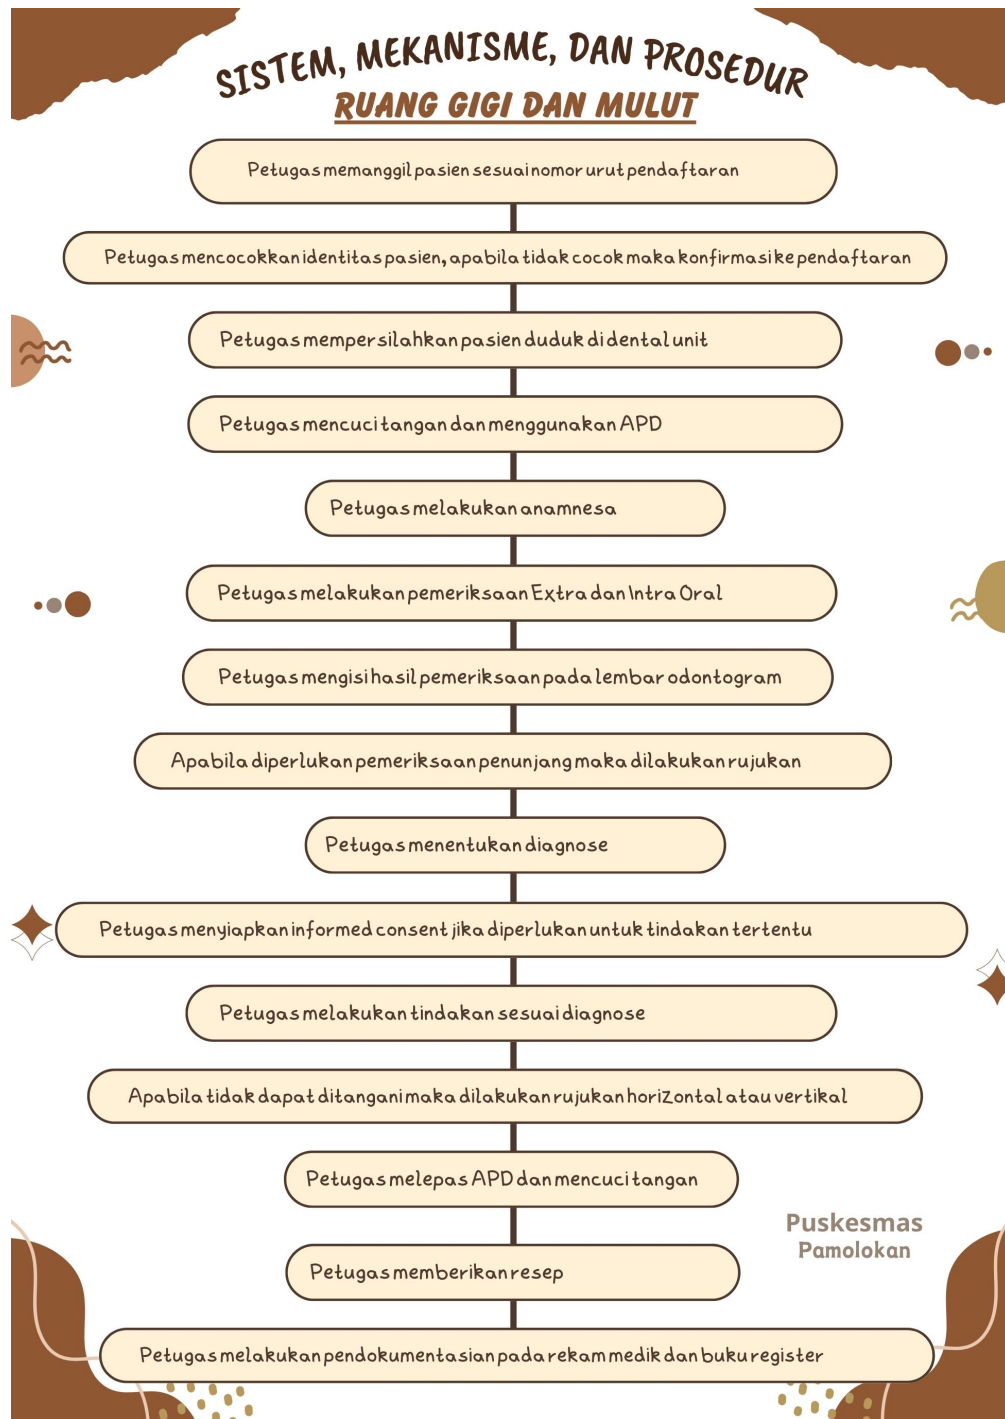 SISTEM, MEKANISME, DAN PROSEDUR
RUANG GIGI DAN MULUT
Petugas memanggil pasien sesuai nomor urut pendaftaran
Petugas mencocokkan identitas pasien, apabila tidak cocok maka konfirmasi ke pendaftaran
Petugas mempersilahkan pasien duduk di dental unit
Petugas mencuci tangan dan menggunakan APD
Petugas melakukan anamnesa
Petugas melakukan pemeriksaan Extra dan Intra Oral
Petugas mengisi hasil pemeriksaan pada lembar odontogram
Apabila diperlukan pemeriksaan penunjang maka dilakukan rujukan
Petugas menentukan diagnose
Petugas menyiapkan informed consent jika diperlukan untuk tindakan tertentu
Petugas melakukan tindakan sesuai diagnose
Apabila tidak dapat ditangani maka dilakukan rujukan horizontal atau vertikal
Petugas melepas APD dan mencuci tangan
Petugas memberikan resep
Petugas melakukan pendokumentasian pada rekam medik dan buku register
Puskesmas
Pamolokan